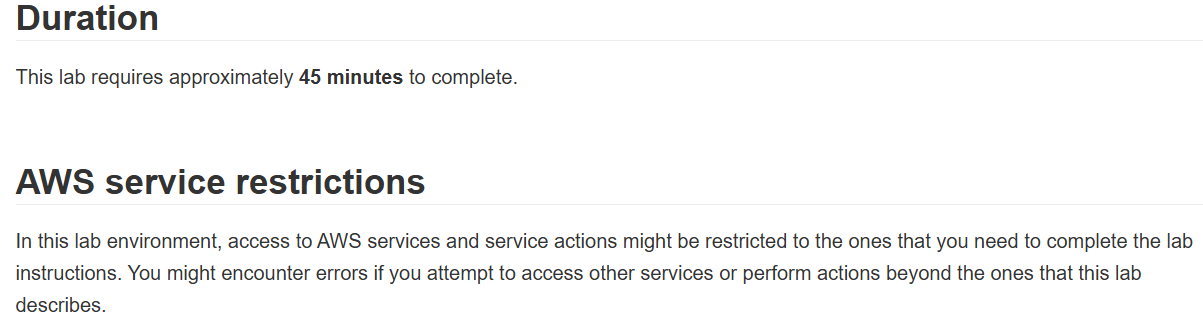 Duration
This lab requires approximately 45 minutes to complete.
AWS service restrictions
In this lab environment, access to AWS services and service actions might be restricted to the ones that you need to complete the lab
instructions. You might encounter errors if you attempt to access other services or perform actions beyond the ones that this lab
describes.